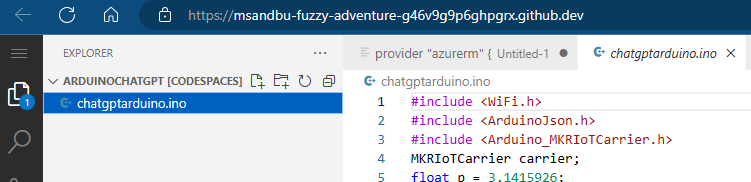 https://msandbu-fuzzy-adventure-g46v9g9p6ghpgrx.github.dev
EXPLORER
ARDUINOCHATGPT [CODESPACES]
chatgptarduino.ino
1
provider "azurerm" { Untitled-1
chatgptarduino.ino
chatgptarduino.ino
1 #include <WiFi.h>
2 #include <ArduinoJson.h>
3 #include <Arduino_MKRIoTCarrier.h>
4 MKRIoTCarrier carrier;
5 float p = 3.1415926;